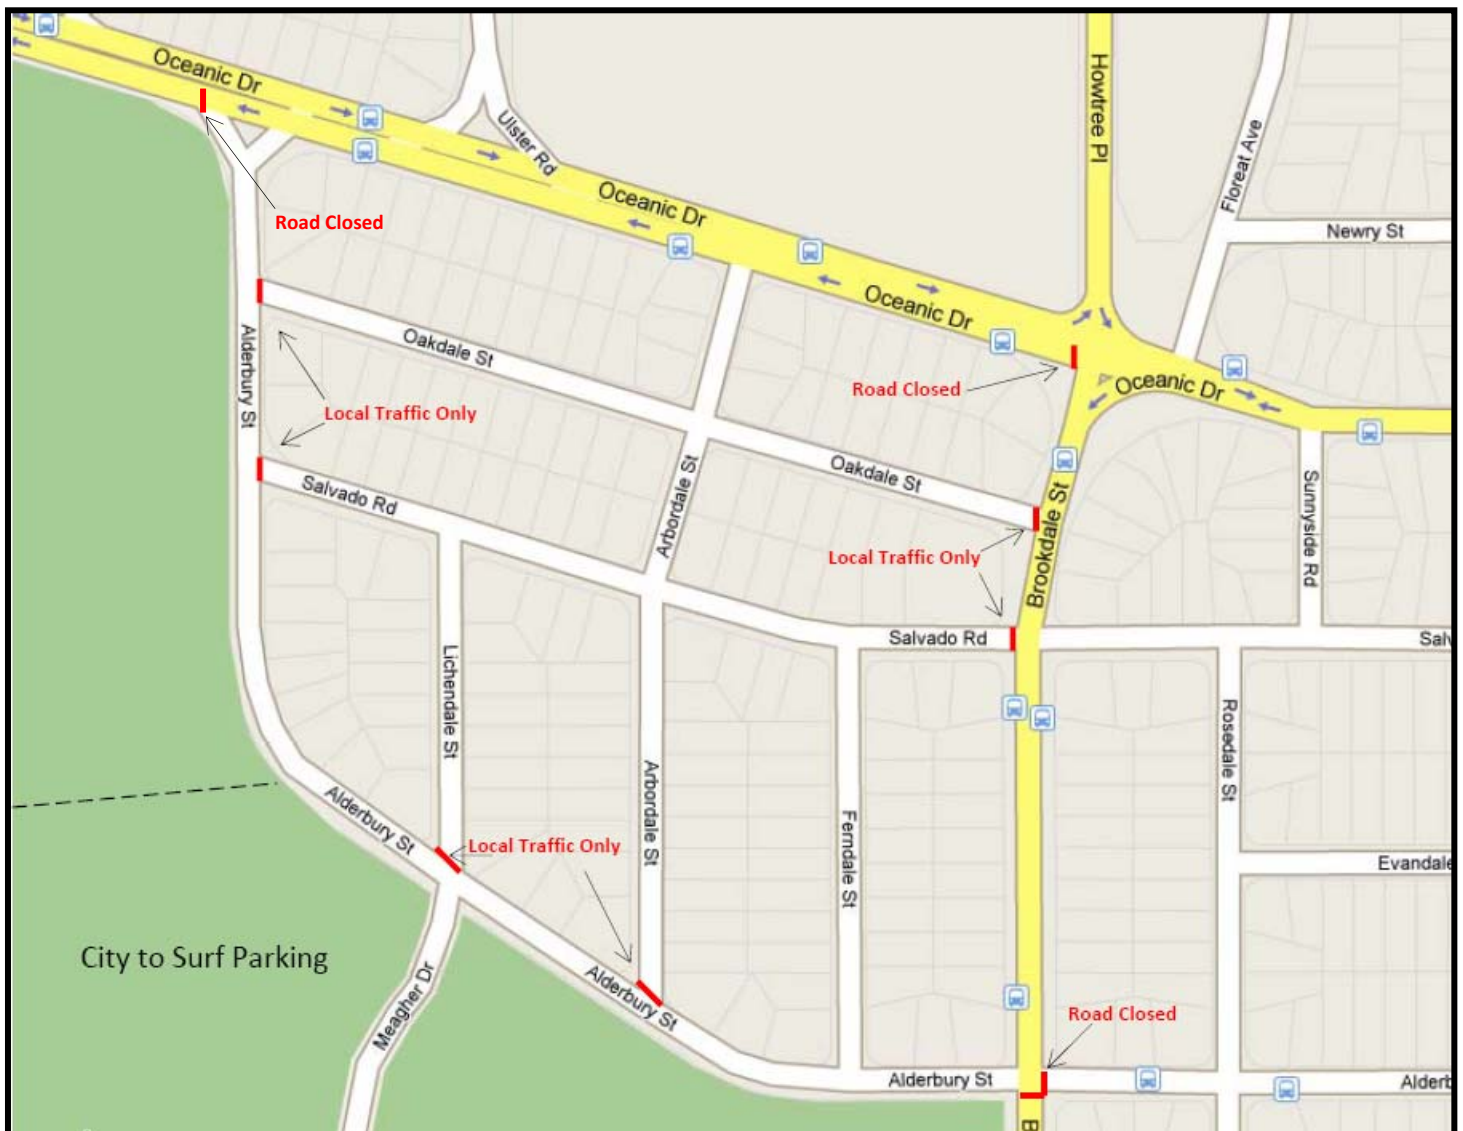 Oceanic Dr
Ulster Rd
Howtree Pl
Floreat Ave
Oceanic Dr
Road Closed
Newry St
Oceanic Dr
Alderbury St
Oakdale St
Road Closed
Oceanic Dr
Local Traffic Only
Salvado Rd
Arbordale St
Oakdale St
Brookdale St
Sunnyside Rd
Local Traffic Only
Salvado Rd
Salv
Lichendale St
Rosedale St
Arbordale St
Ferndale St
Alderbury St
Local Traffic Only
Evandale
City to Surf Parking
Meagher Dr
Alderbury St
Road Closed
Alderbury St
Alderb
B